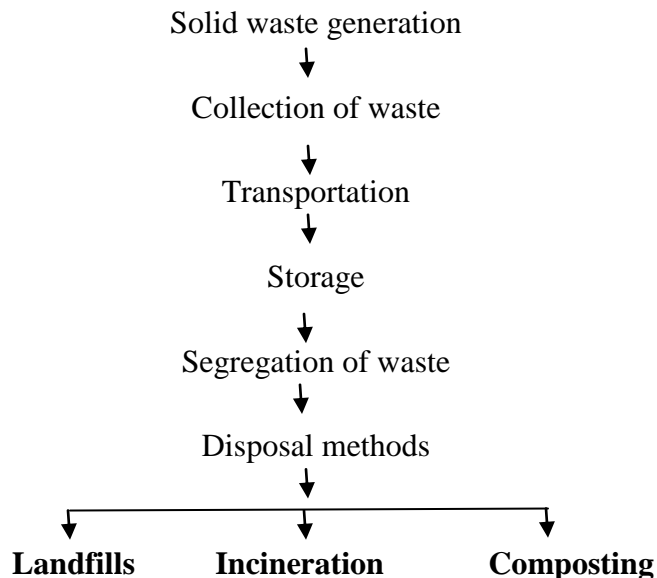 Solid waste generation
Collection of waste
Transportation
Storage
Segregation of waste
Disposal methods
Landfills Incineration Composting